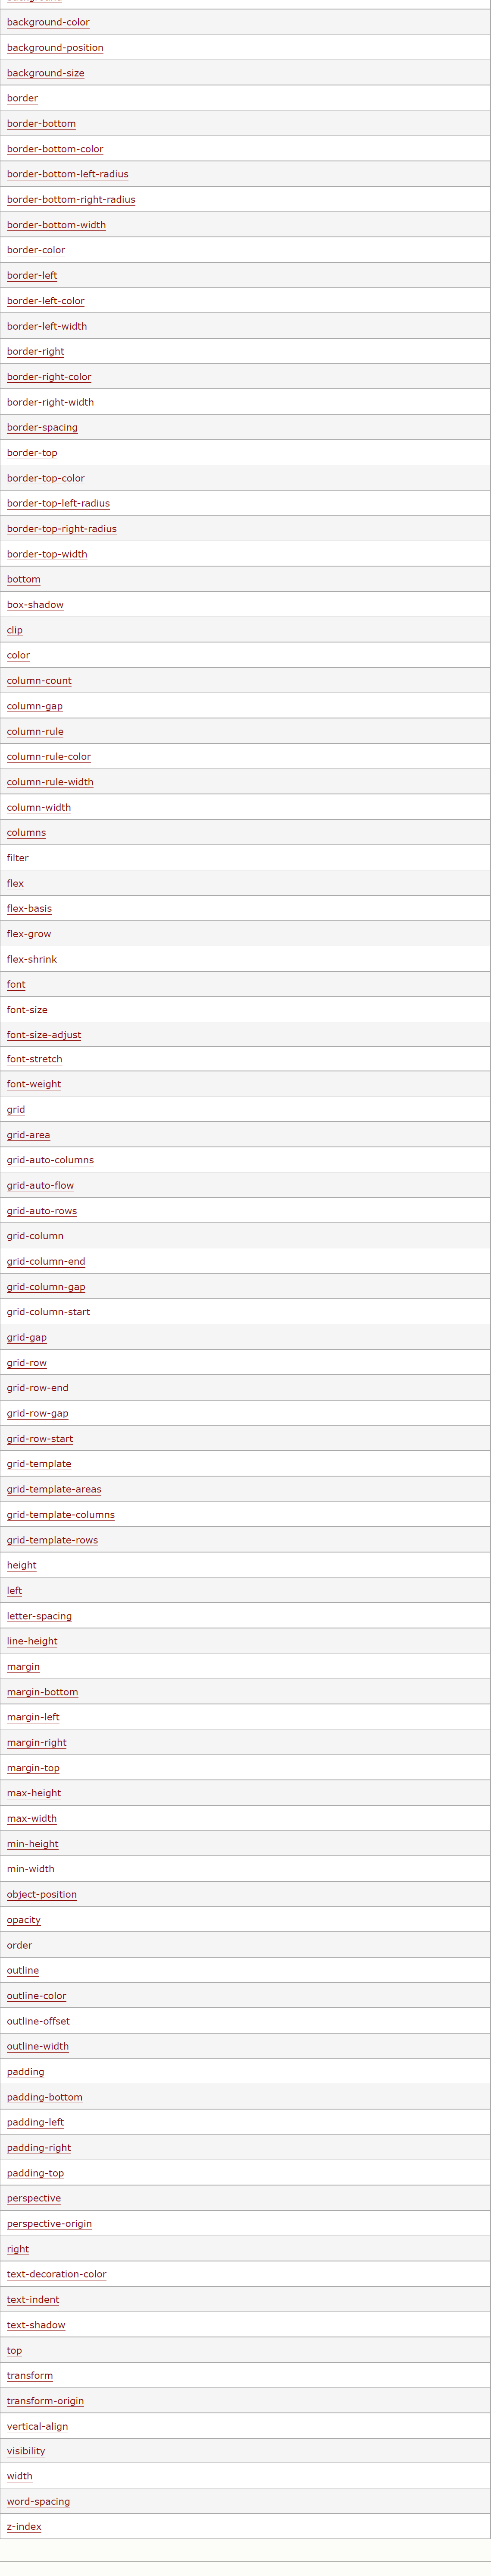 background-color
background-position
background-size
border
border-bottom
border-bottom-color
border-bottom-left-radius
border-bottom-right-radius
border-bottom-width
border-color
border-left
border-left-color
border-left-width
border-right
border-right-color
border-right-width
border-spacing
border-top
border-top-color
border-top-left-radius
border-top-right-radius
border-top-width
bottom
box-shadow
clip
color
column-count
column-gap
column-rule
column-rule-color
column-rule-width
column-width
columns
filter
flex
flex-basis
flex-grow
flex-shrink
font
font-size
font-size-adjust
font-stretch
font-weight
grid
grid-area
grid-auto-columns
grid-auto-flow
grid-auto-rows
grid-column
grid-column-end
grid-column-gap
grid-column-start
grid-gap
grid-row
grid-row-end
grid-row-gap
grid-row-start
grid-template
grid-template-areas
grid-template-columns
grid-template-rows
height
left
letter-spacing
line-height
margin
margin-bottom
margin-left
margin-right
margin-top
max-height
max-width
min-height
min-width
object-position
opacity
order
outline
outline-color
outline-offset
outline-width
padding
padding-bottom
padding-left
padding-right
padding-top
perspective
perspective-origin
right
text-decoration-color
text-indent
text-shadow
top
transform
transform-origin
vertical-align
visibility
width
word-spacing
z-index